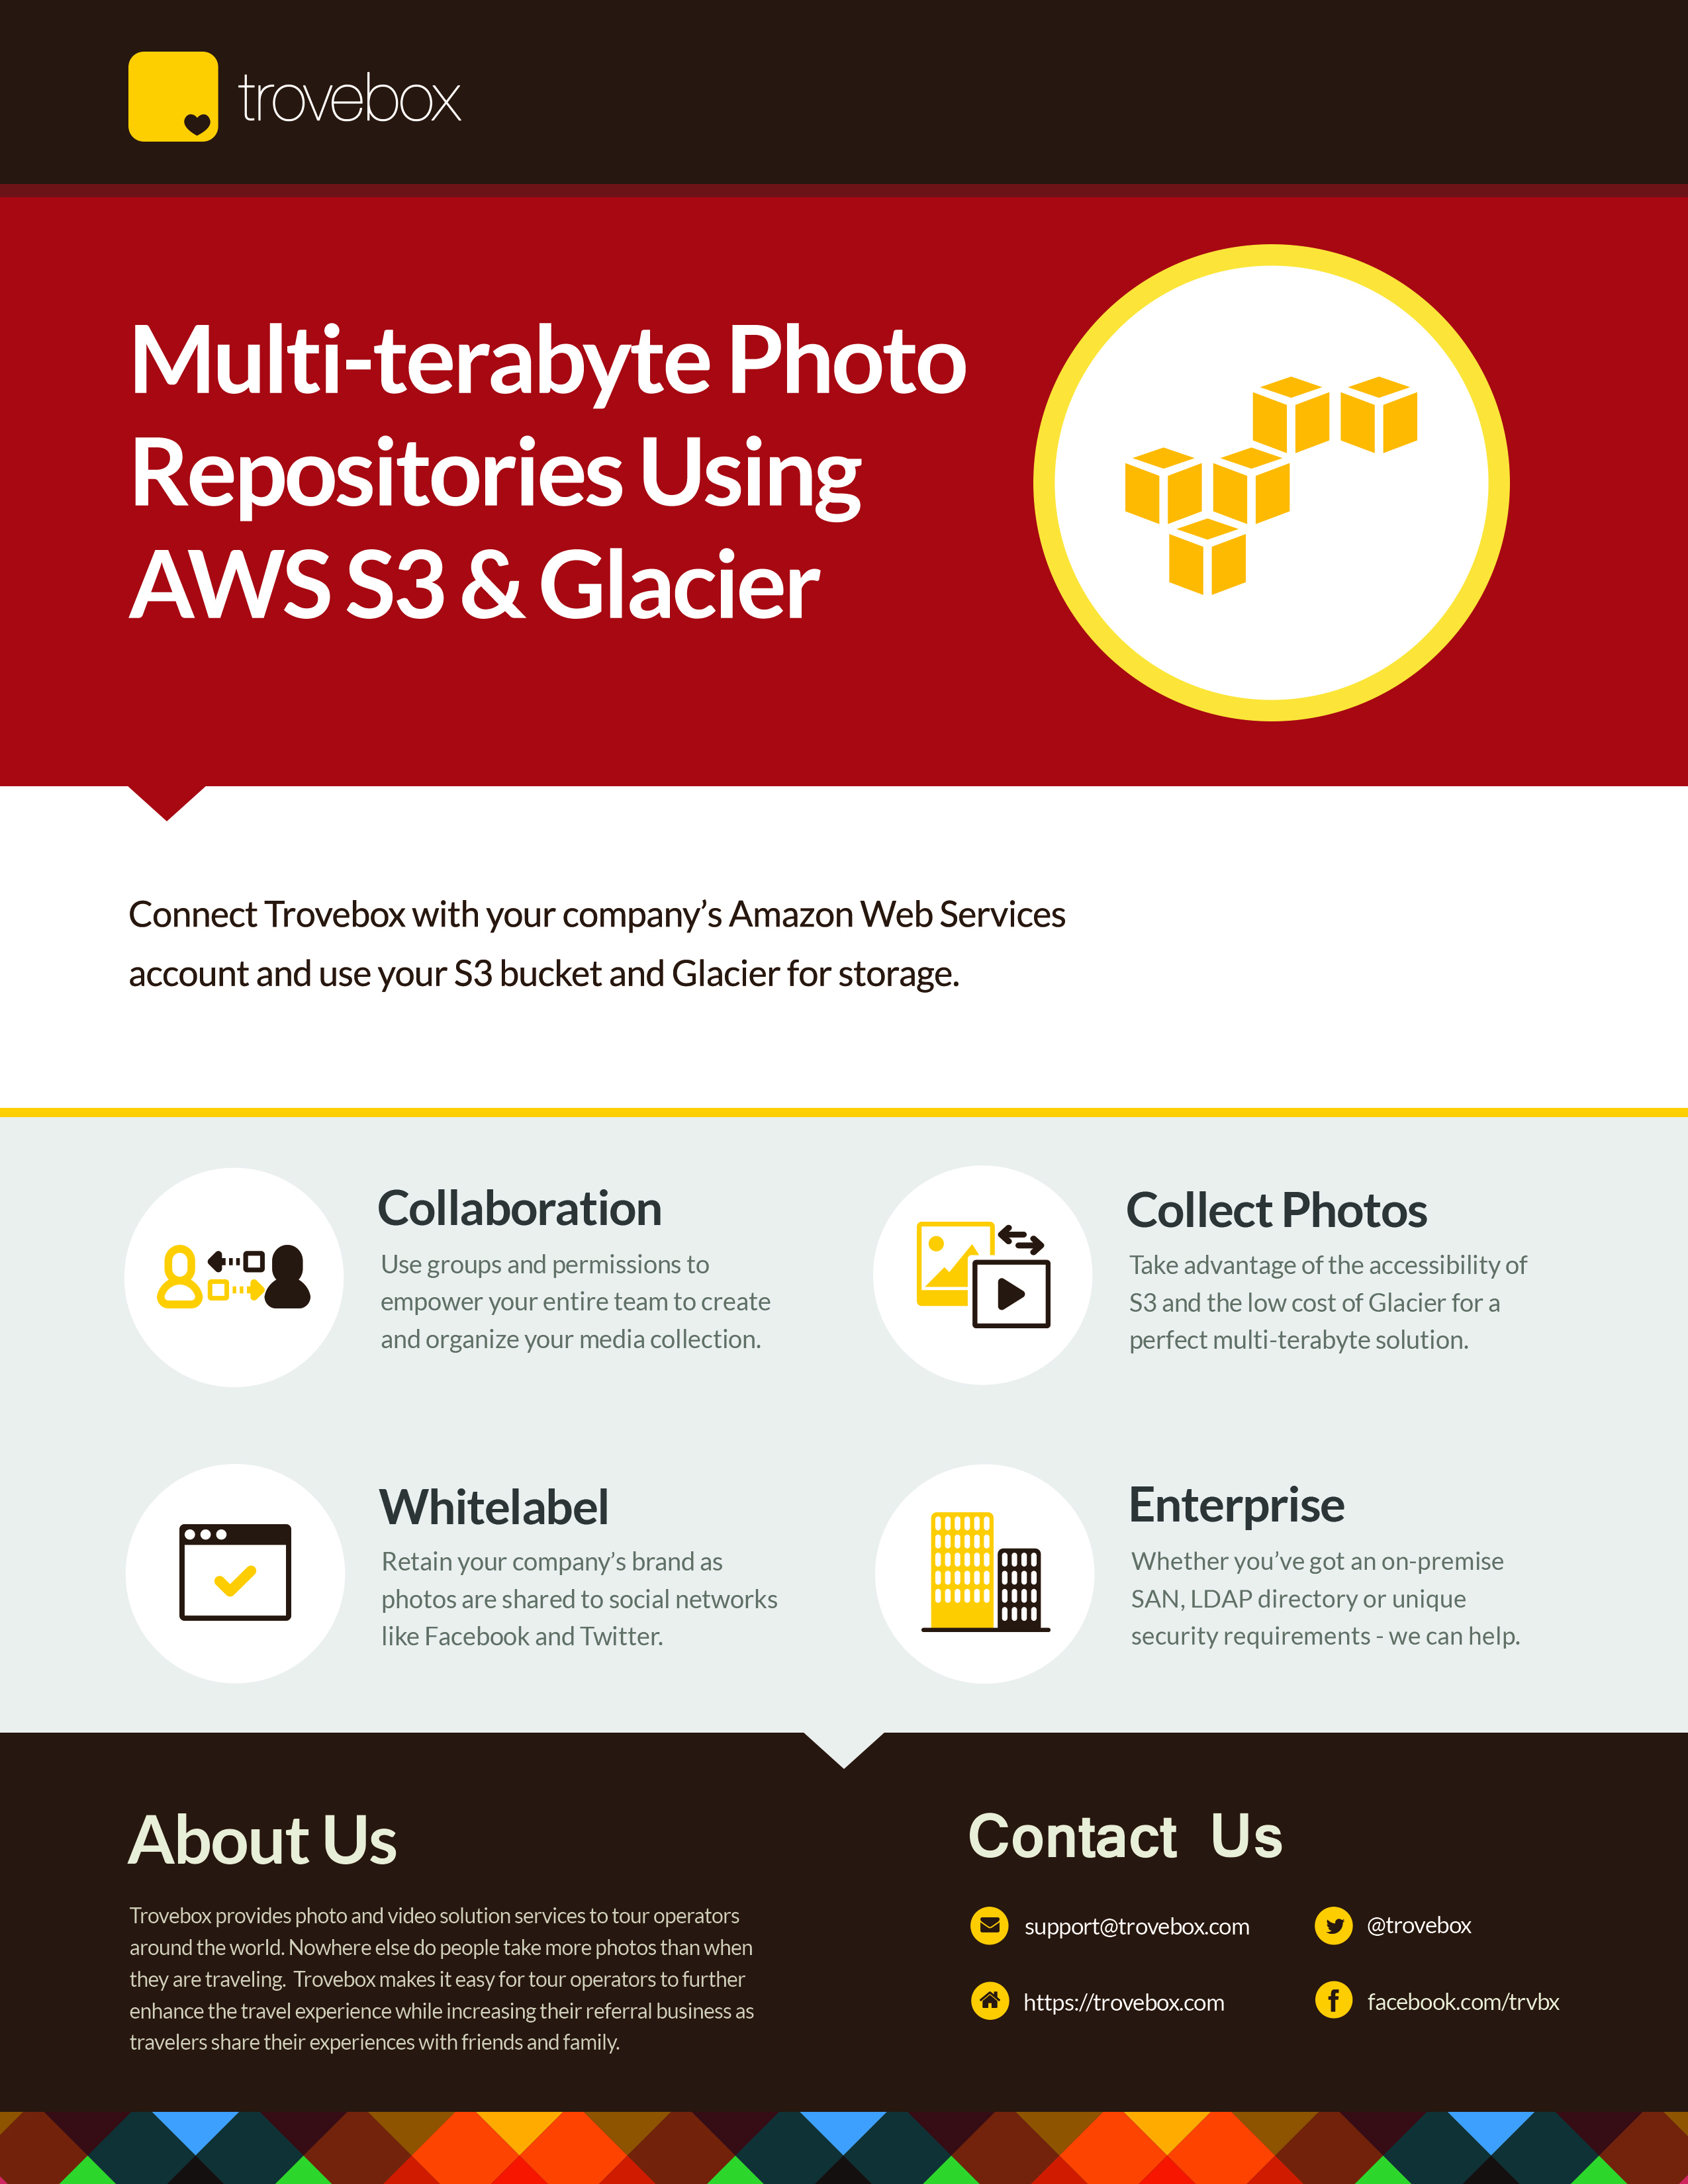 trovebox
Multi-terabyte Photo
Repositories Using
AWS S3 & Glacier
Connect Trovebox with your company’s Amazon Web Services
account and use your S3 bucket and Glacier for storage.
Collaboration
Use groups and permissions to
empower your entire team to create
and organize your media collection.
Collect Photos
Take advantage of the accessibility of
S3 and the low cost of Glacier for a
perfect multi-terabyte solution.
Whitelabel
Retain your company’s brand as
photos are shared to social networks
like Facebook and Twitter.
Enterprise
Whether you’ve got an on-premise
SAN, LDAP directory or unique
security requirements - we can help.
About Us
Trovebox provides photo and video solution services to tour operators
around the world. Nowhere else do people take more photos than when
they are traveling.  Trovebox makes it easy for tour operators to further
enhance the travel experience while increasing their referral business as
travelers share their experiences with friends and family.
Contact Us
support@trovebox.com
@trovebox
https://trovebox.com
facebook.com/trvbx